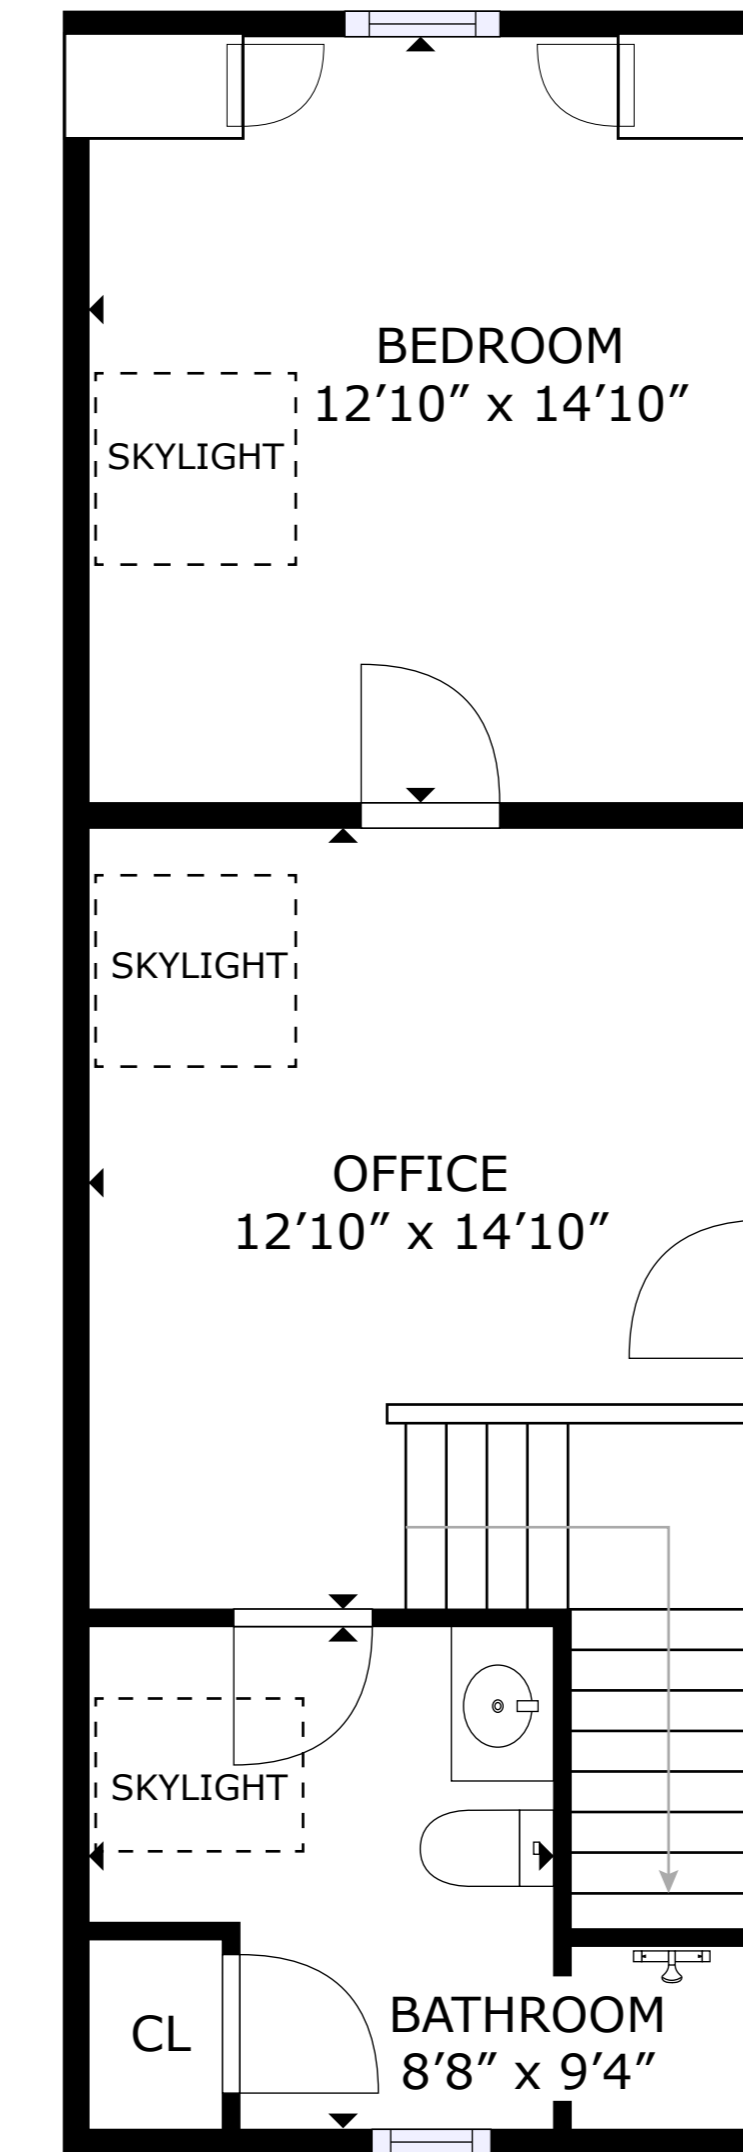 BEDROOM
12’10” x 14’10”
SKYLIGHT
SKYLIGHT
OFFICE
12’10” x 14’10”
SKYLIGHT
CL
BATHROOM
8’8” x 9’4”